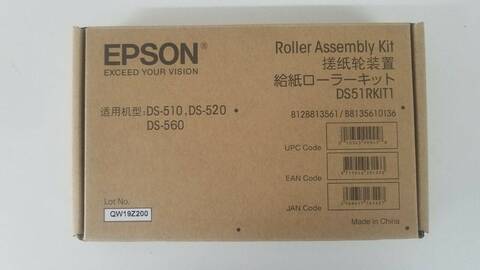 EPSON®
EXCEED YOUR VISION
适用机型:DS-510,DS-520
DS-560
Lot No.
QW19Z200
Roller Assembly Kit
搓纸轮装置
給紙ローラーキット
DS51RKIT1
B12B813561/B8135610136
UPC Code
EAN Code
JAN Code
Made in China